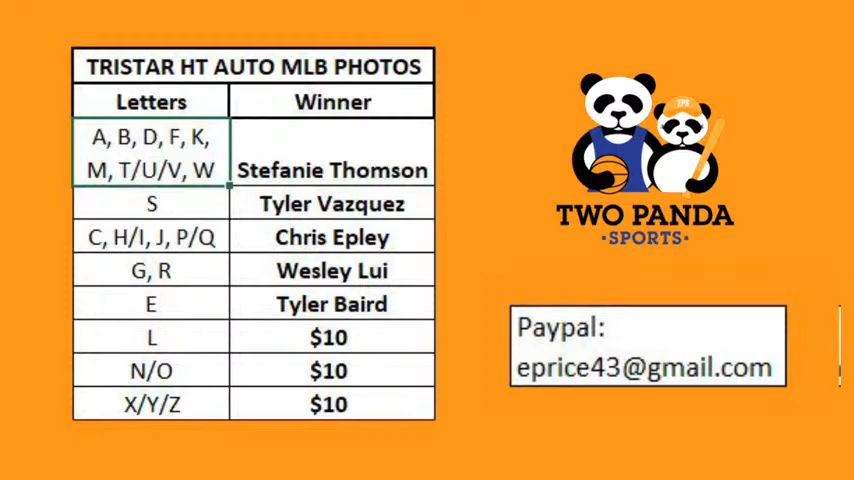 TRISTAR HT AUTO MLB PHOTOS
Letters Winner
A, B, D, F, K,
M, T/U/V, W Stefanie Thomson
S Tyler Vazquez
C, H/I, J, P/Q Chris Epley
G, R Wesley Lui
E Tyler Baird
L $10
N/O $10
X/Y/Z $10
TPS
TWO PANDA
·SPORTS·
Paypal:
eprice43@gmail.com